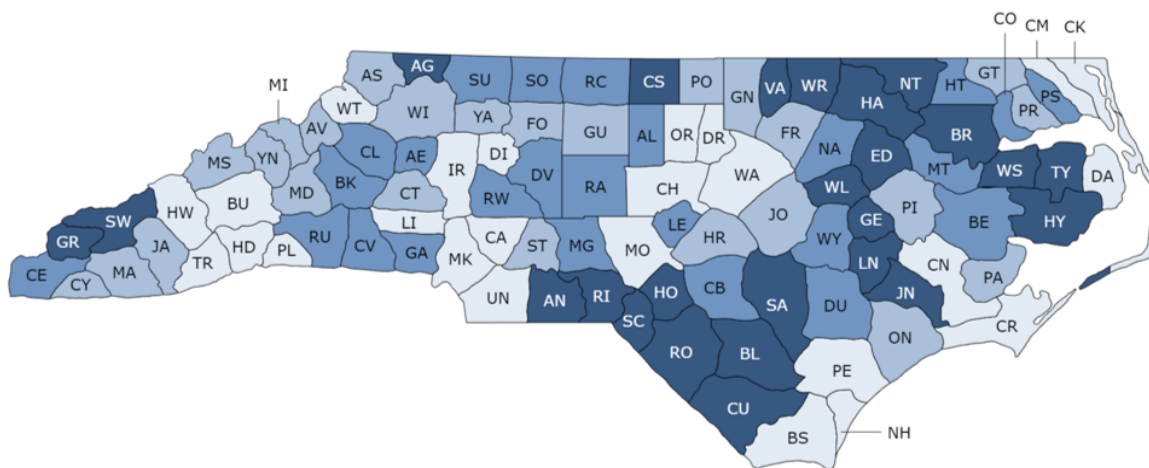 CO CM CK
MI AS AG SU SO RC CS PO GN VA WR HA NT HT GT PR PS
WT WI YA FO GU AL OR DR FR NA BR
MS YN AV CL AE IR DI DV RA CH WA WL ED MT WS TY DA
MD BK CT RW JO GE PI BE HY
SW HW BU LI LE HR WY
GR JA TR HD PL RU CV GA MK CA ST MG MO LN CN PA
CE CY MA UN AN RI HO CB SA DU JN
SC ON CR
RO BL PE
CU BS NH